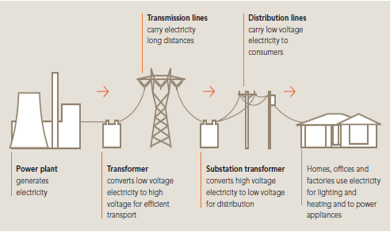 Transmission lines
carry electricity
long distances
Distribution lines
carry low voltage
electricity to
consumers
Power plant
generates
electricity
Transformer
converts low voltage
electricity to high
voltage for efficient
transport
Substation transformer
converts high voltage
electricity to low voltage
for distribution
Homes, offices and
factories use electricity
for lighting and
heating and to power
appliances